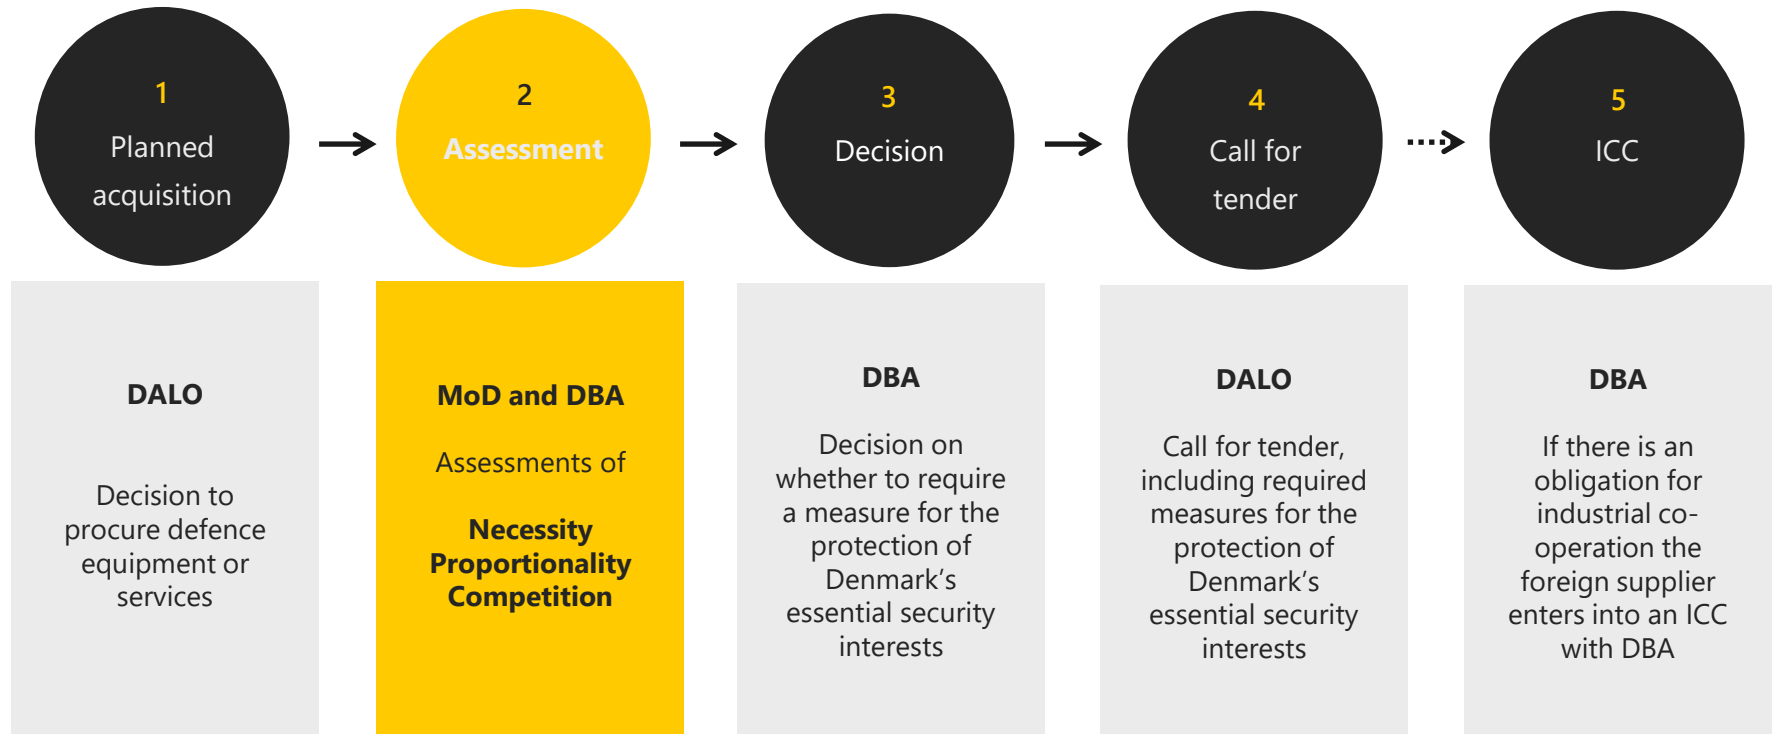 1
Planned
acquisition
2
Assessment
3
Decision
4
Call for
tender
5
ICC
DALO
Decision to
procure defence
equipment or
services
MoD and DBA
Assessments of
Necessity
Proportionality
Competition
DBA
Decision on
whether to require
a measure for the
protection of
Denmark’s
essential security
interests
DALO
Call for tender,
including required
measures for the
protection of
Denmark’s
essential security
interests
DBA
If there is an
obligation for
industrial co-
operation the
foreign supplier
enters into an ICC
with DBA